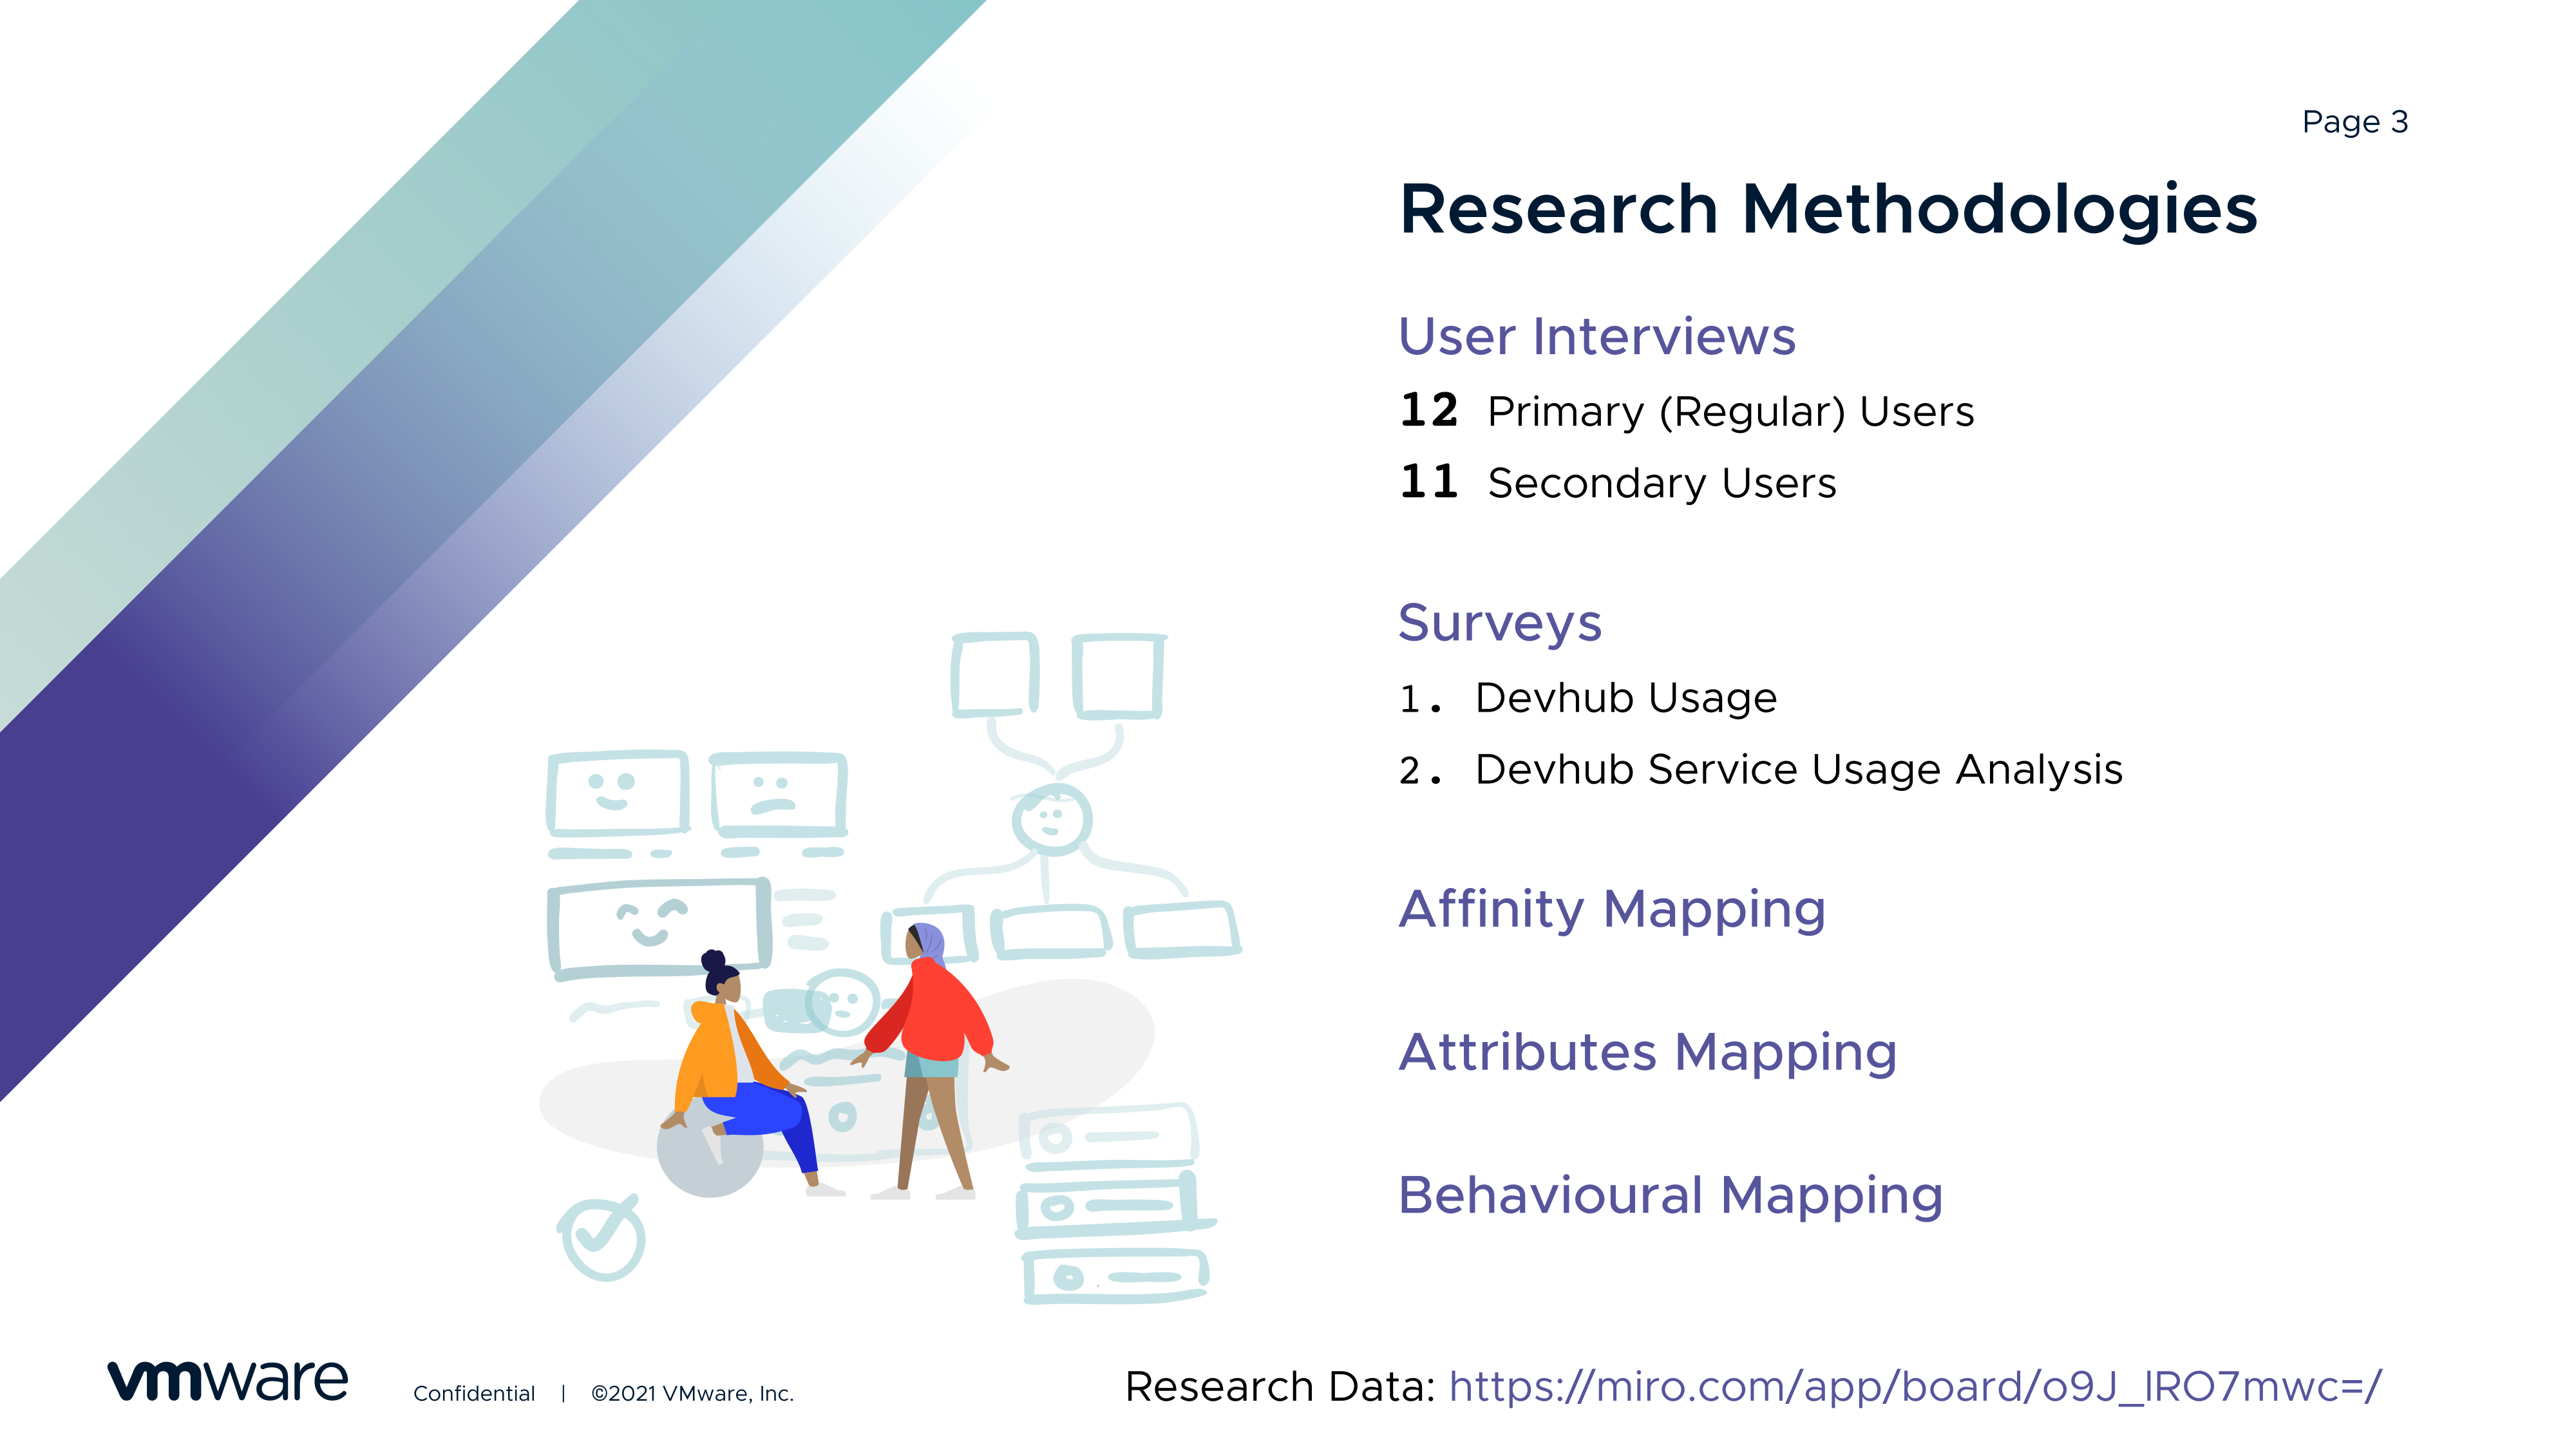 Page 3
Research Methodologies
User Interviews
12 Primary (Regular) Users
11 Secondary Users
Surveys
1. Devhub Usage
2. Devhub Service Usage Analysis
Affinity Mapping
Attributes Mapping
Behavioural Mapping
vmware
Confidential | ©2021 VMware, Inc.
Research Data: https://miro.com/app/board/o9J_lRO7mwc=/